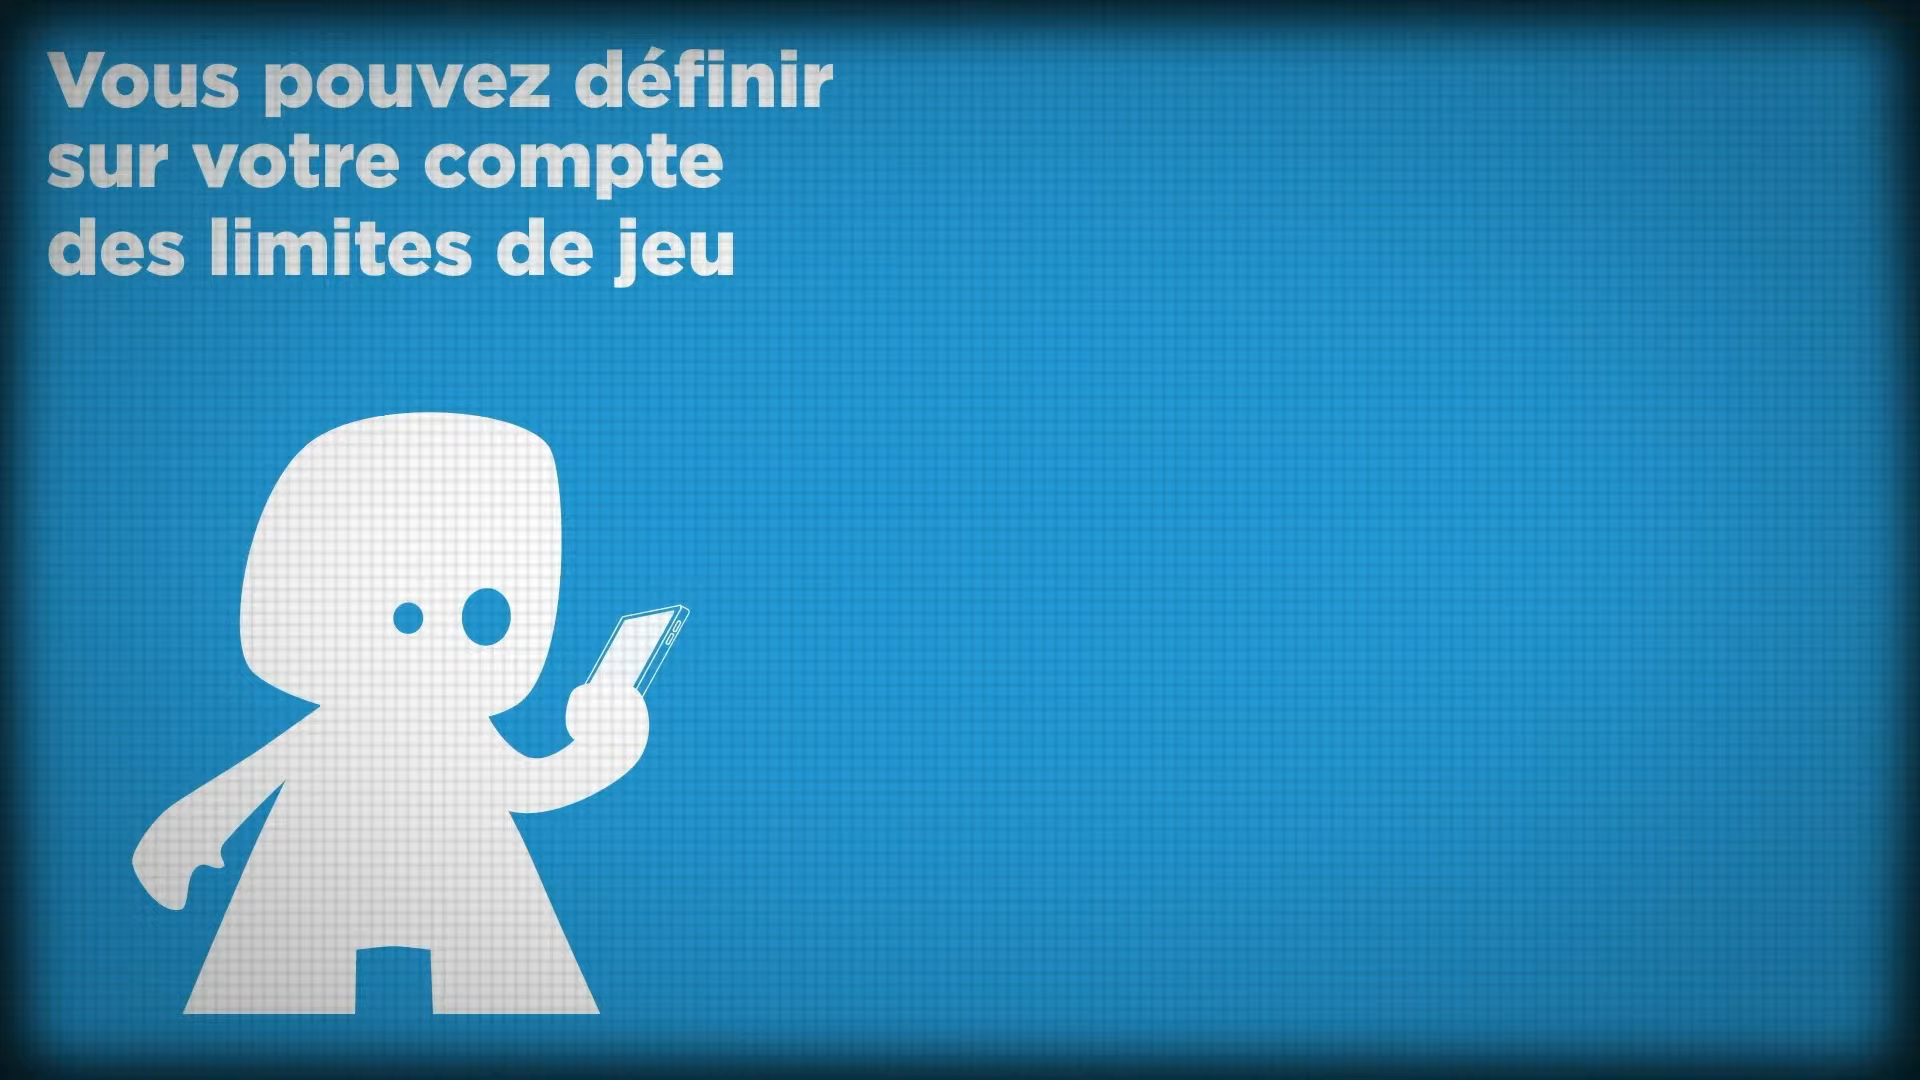 Vous pouvez définir
sur votre compte
des limites de jeu